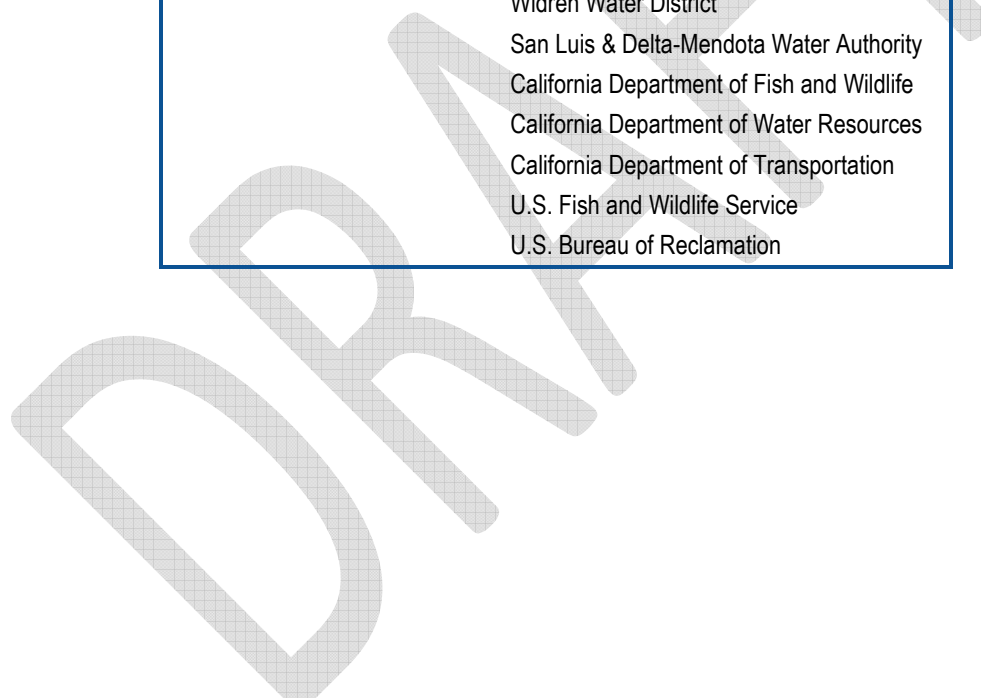 Widren Water District
San Luis & Delta-Mendota Water Authority
California Department of Fish and Wildlife
California Department of Water Resources
California Department of Transportation
U.S. Fish and Wildlife Service
U.S. Bureau of Reclamation
DRAF